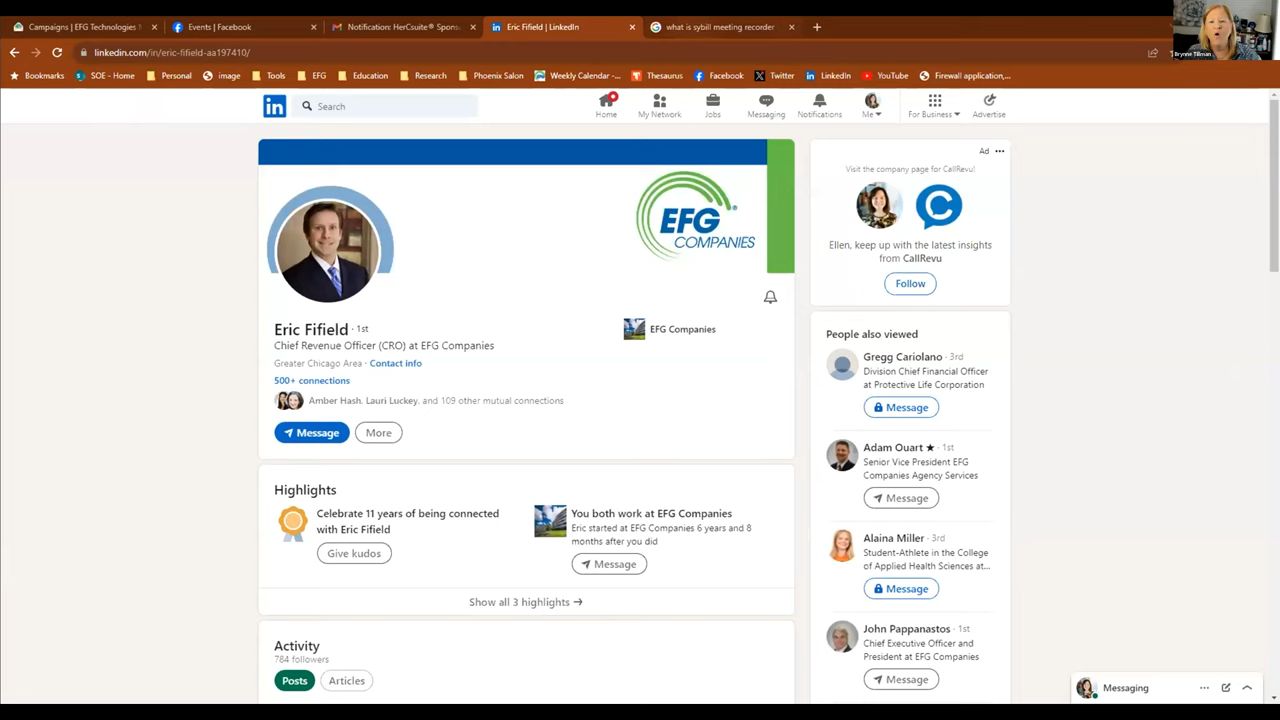 Campaigns | EFG Technologies M
Events | Facebook
Notification: HerCsuite® Spons
Eric Fifield | LinkedIn
what is sybill meeting recorder
linkedin.com/in/eric-fifield-aa197410/
Brynne Tillman
Bookmarks
SOE - Home
Personal
image
Tools
EFG
Education
Research
Phoenix Salon
Weekly Calendar -...
Thesaurus
Facebook
Twitter
LinkedIn
YouTube
Firewall application,...
in
Search
Home
My Network
Jobs
Messaging
Notifications
Me
For Business
Advertise
EFG
COMPANIES
Eric Fifield · 1st
Chief Revenue Officer (CRO) at EFG Companies
Greater Chicago Area · Contact info
500+ connections
Amber Hash, Lauri Luckey, and 109 other mutual connections
Message
More
EFG Companies
Highlights
Celebrate 11 years of being connected
with Eric Fifield
Give kudos
You both work at EFG Companies
Eric started at EFG Companies 6 years and 8
months after you did
Message
Show all 3 highlights →
Activity
784 followers
Posts
Articles
Ad ···
Visit the company page for CallRevu!
Ellen, keep up with the latest insights
from CallRevu
Follow
People also viewed
Gregg Cariolano · 3rd
Division Chief Financial Officer
at Protective Life Corporation
Message
Adam Ouart ★ · 1st
Senior Vice President EFG
Companies Agency Services
Message
Alaina Miller · 3rd
Student-Athlete in the College
of Applied Health Sciences at...
Message
John Pappanastos · 1st
Chief Executive Officer and
President at EFG Companies
Message
Messaging